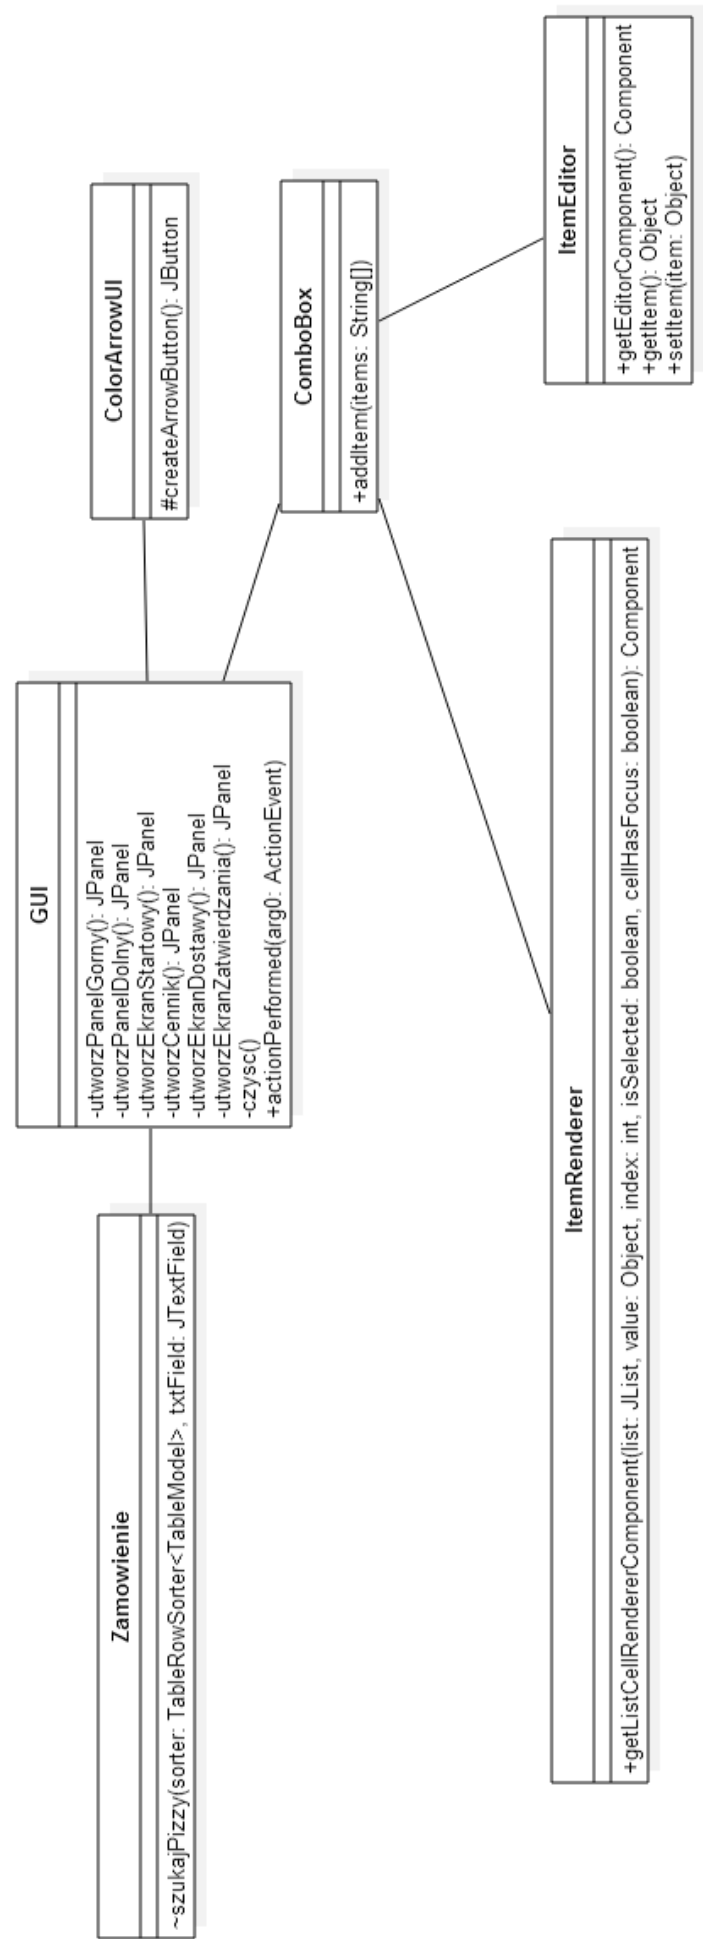 Zamowienie
~szukajPizzy(sorter: TableRowSorter<TableModel>, txtField: JTextField)
GUI
-utworzPanelGorny(): JPanel
-utworzPanelDolny(): JPanel
-utworzEkranStartowy(): JPanel
-utworzCennik(): JPanel
-utworzEkranDostawy(): JPanel
-utworzEkranZatwierdzania(): JPanel
-czysc()
+actionPerformed(arg0: ActionEvent)
ColorArrowUI
#createArrowButton(): JButton
ComboBox
+addItem(items: String[])
ItemRenderer
+getListCellRendererComponent(list: JList, value: Object, index: int, isSelected: boolean, cellHasFocus: boolean): Component
ItemEditor
+getEditorComponent(): Component
+getItem(): Object
+setItem(item: Object)